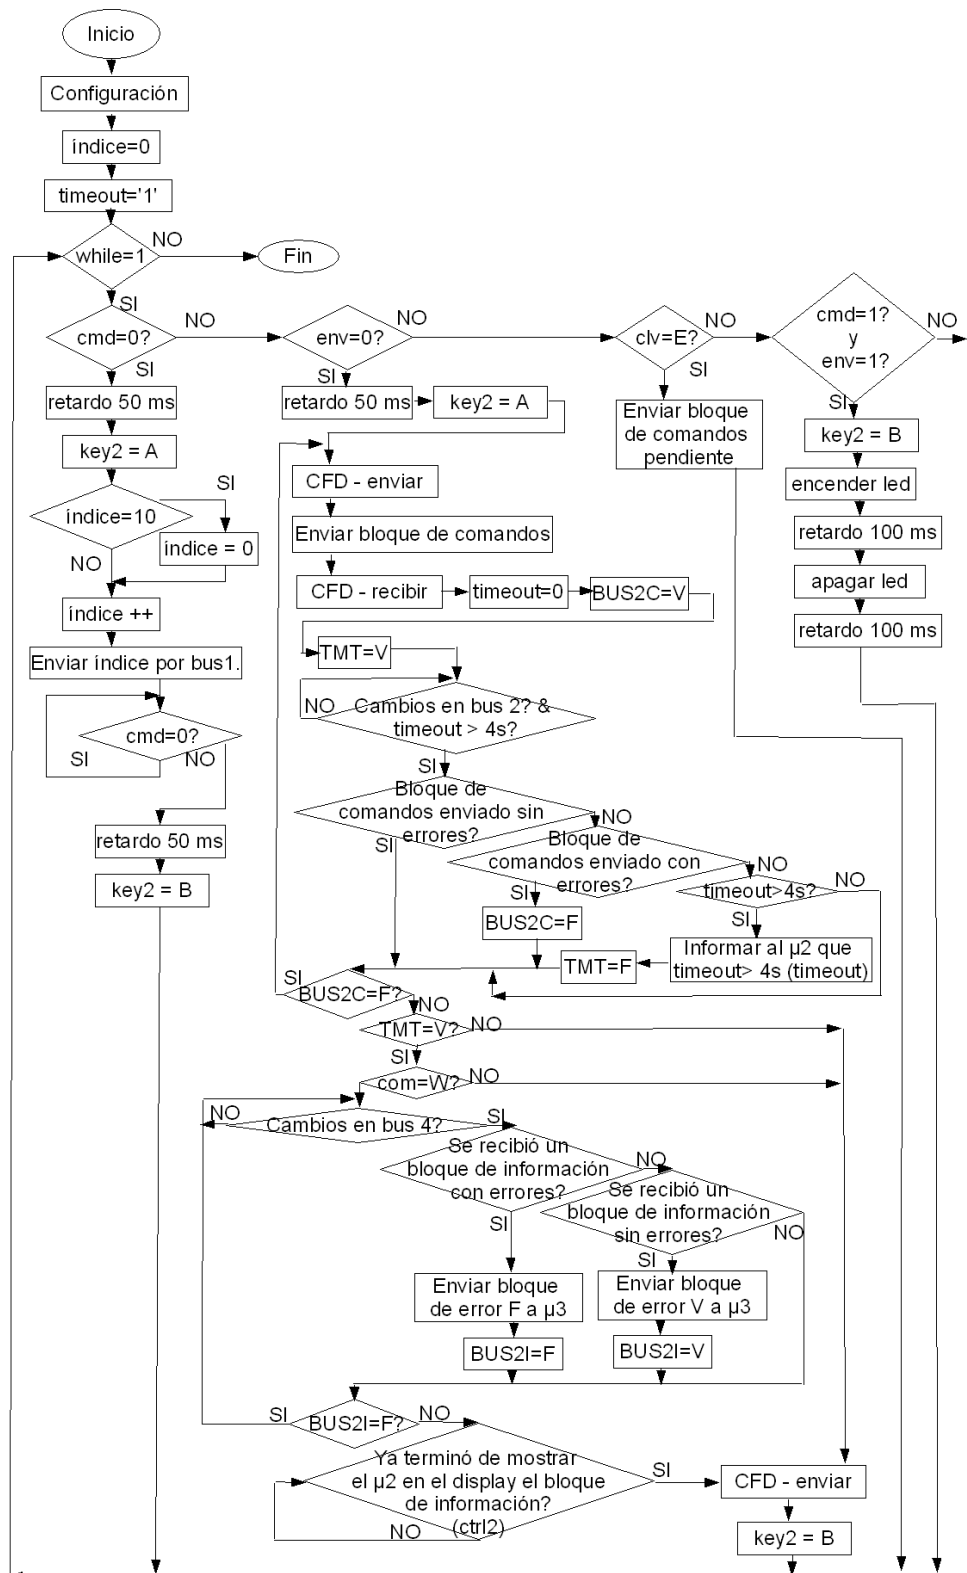 Inicio
Configuración
índice=0
timeout='1'
while=1
NO
Fin
SI
cmd=0?
NO
env=0?
NO
clv=E?
NO
cmd=1?
y
env=1?
NO
SI
SI
SI
SI
retardo 50 ms
retardo 50 ms
key2 = A
Enviar bloque
de comandos
pendiente
key2 = B
key2 = A
CFD - enviar
encender led
SI
índice=10
índice = 0
NO
Enviar bloque de comandos
retardo 100 ms
CFD - recibir
timeout=0
BUS2C=V
apagar led
índice ++
retardo 100 ms
Enviar índice por bus1.
TMT=V
NO
Cambios en bus 2? &
timeout > 4s?
cmd=0?
SI
NO
SI
Bloque de
comandos enviado sin
errores?
NO
SI
Bloque de
comandos enviado con
errores?
NO
retardo 50 ms
key2 = B
SI
timeout>4s?
NO
BUS2C=F
SI
Informar al µ2 que
timeout> 4s (timeout)
TMT=F
SI
BUS2C=F?
NO
TMT=V?
NO
SI
com=W?
NO
NO
Cambios en bus 4?
SI
Se recibió un
bloque de información
con errores?
NO
Se recibió un
bloque de información
sin errores?
NO
SI
SI
Enviar bloque
de error F a µ3
Enviar bloque
de error V a µ3
BUS2I=F
BUS2I=V
SI
BUS2I=F?
NO
Ya terminó de mostrar
el µ2 en el display el bloque
de información?
(ctrl2)
SI
NO
CFD - enviar
key2 = B